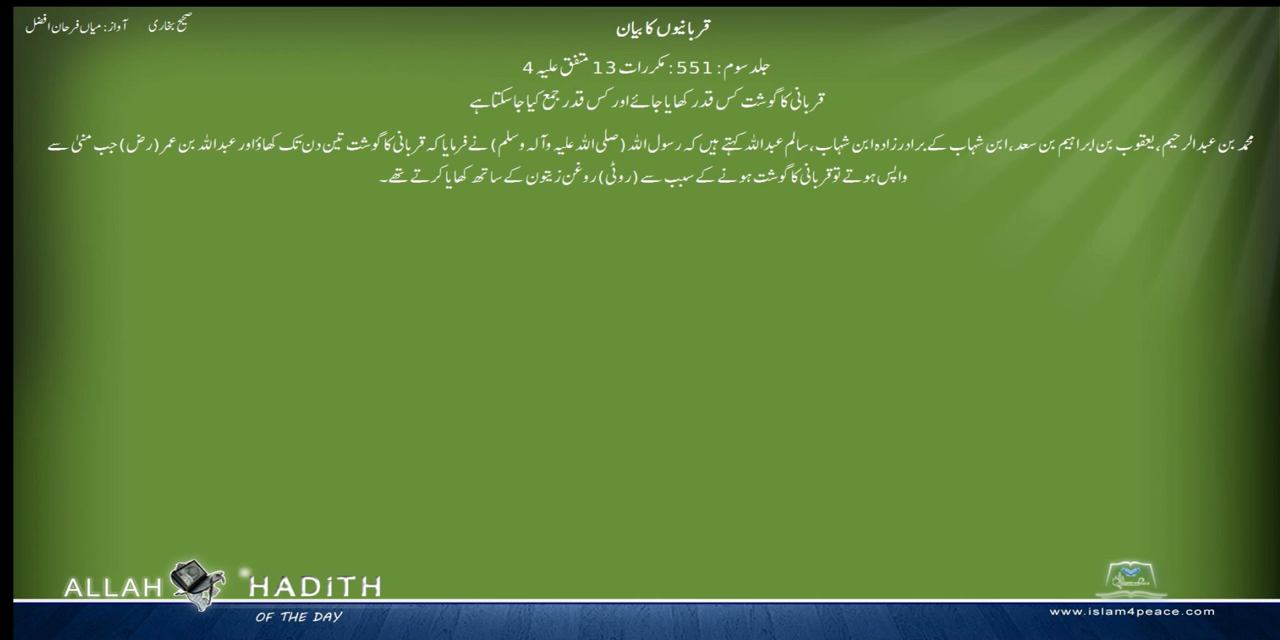 صحیح بخاری
آواز: میاں فرحان افضل
قربانیوں کا بیان
جلد سوم : 551 : مکررات 13 متفق علیہ 4
قربانی کا گوشت کس قدر کھایا جائے اور کس قدر جمع کیا جاسکتا ہے
محمد بن عبدالرحیم، یعقوب بن ابراہیم بن سعد، ابن شہاب کے برادر زادہ ابن شہاب، سالم عبداللہ کہتے ہیں کہ رسول اللہ (صلی اللہ علیہ وآلہ وسلم) نے فرمایا کہ قربانی کا گوشت تین دن تک کھاؤ اور عبداللہ بن عمر (رض) جب منیٰ سے
واپس ہوتے تو قربانی کا گوشت ہونے کے سبب سے (روٹی) روغن زیتون کے ساتھ کھایا کرتے تھے۔
ALLAH HADITH
OF THE DAY
www.islam4peace.com